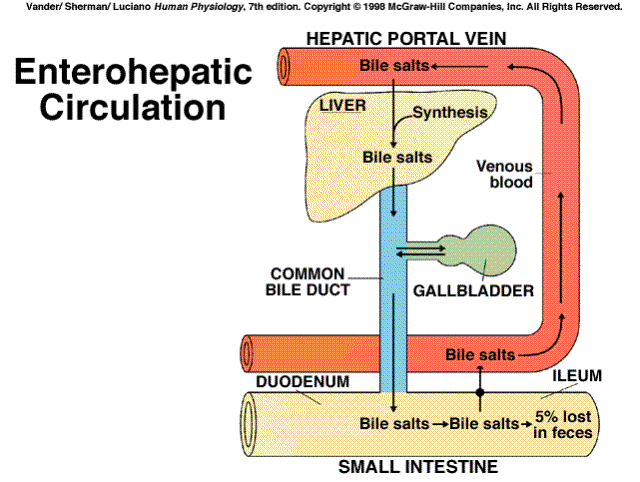 Vander/ Sherman/ Luciano Human Physiology, 7th edition. Copyright © 1998 McGraw-Hill Companies, Inc. All Rights Reserved.
Enterohepatic
Circulation
HEPATIC PORTAL VEIN
Bile salts
LIVER
Synthesis
Bile salts
Venous
blood
COMMON
BILE DUCT
GALLBLADDER
Bile salts
DUODENUM
ILEUM
Bile salts
Bile salts
5% lost
in feces
SMALL INTESTINE